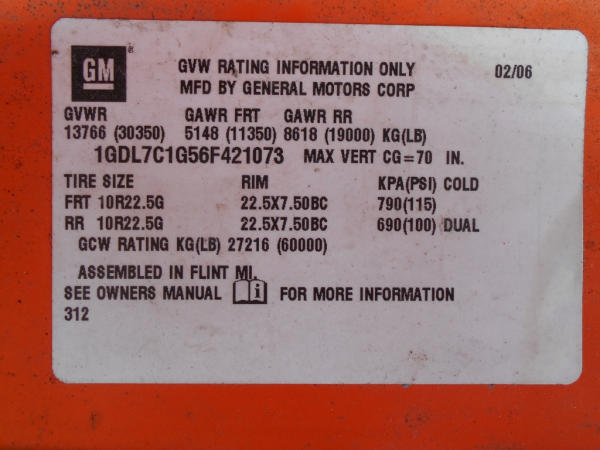 GM
GVW RATING INFORMATION ONLY 02/06
MFD BY GENERAL MOTORS CORP
GVWR GAWR FRT GAWR RR
13766 (30350) 5148 (11350) 8618 (19000) KG(LB)
1GDL7C1G56F421073 MAX VERT CG=70 IN.
TIRE SIZE RIM KPA(PSI) COLD
FRT 10R22.5G 22.5X7.50BC 790(115)
RR 10R22.5G 22.5X7.50BC 690(100) DUAL
GCW RATING KG(LB) 27216 (60000)
ASSEMBLED IN FLINT MI.
SEE OWNERS MANUAL i FOR MORE INFORMATION
312